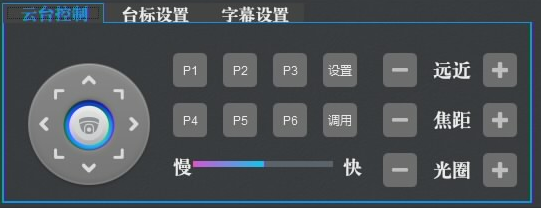 云台控制 台标设置 字幕设置
P1 P2 P3 设置 − 远近 +
P4 P5 P6 调用 − 焦距 +
慢 快 − 光圈 +